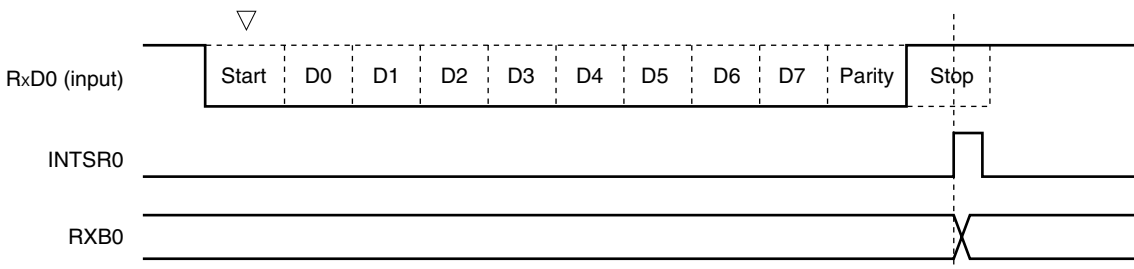 ▽
RxD0 (input) Start D0 D1 D2 D3 D4 D5 D6 D7 Parity Stop
INTSR0
RXB0